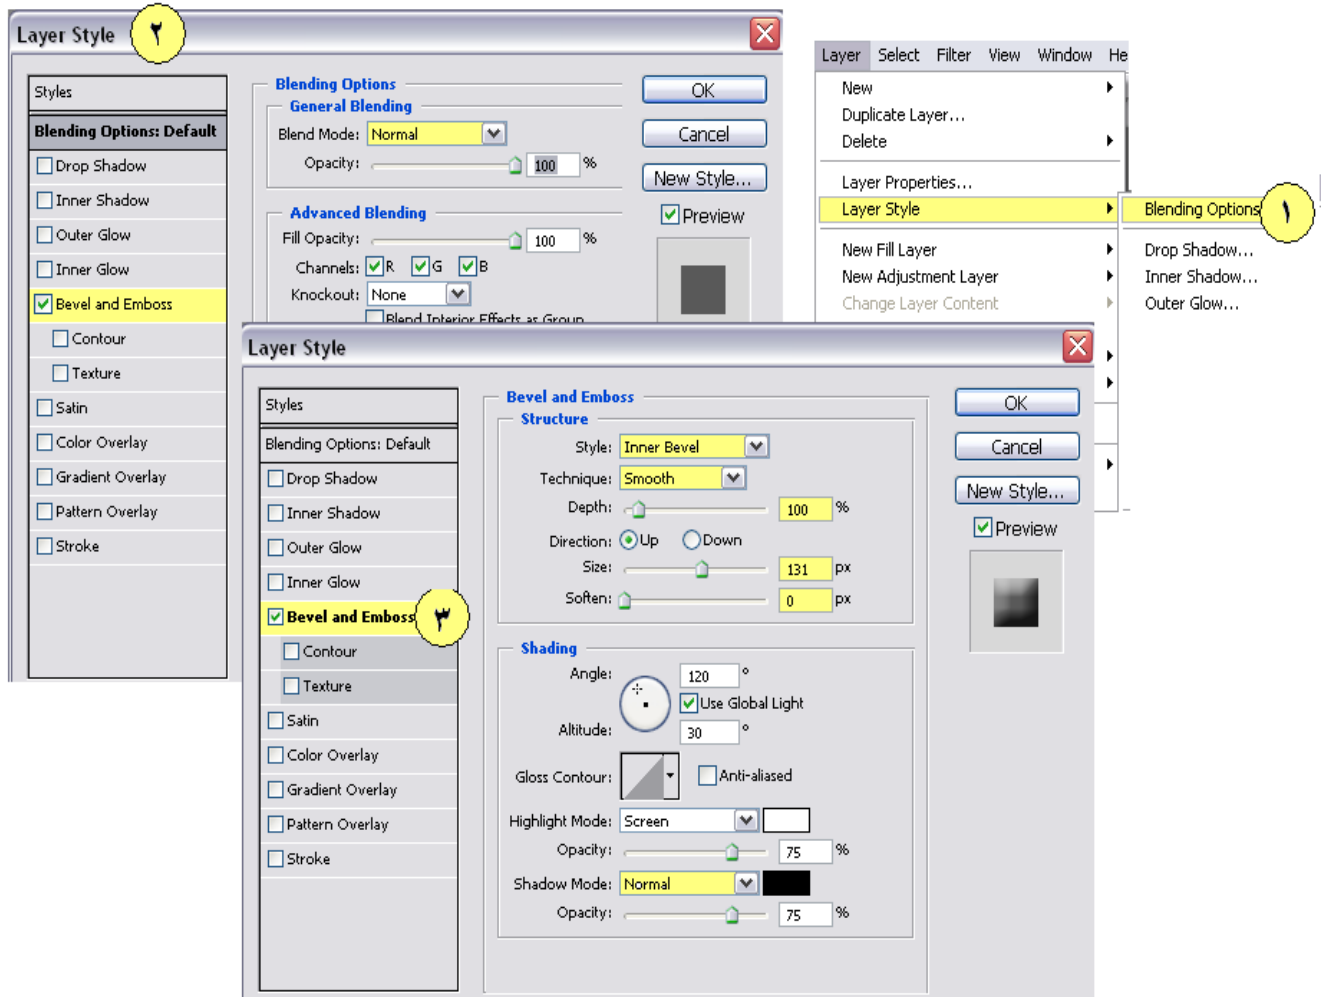 Layer Style ٢
Styles
Blending Options: Default
Drop Shadow
Inner Shadow
Outer Glow
Inner Glow
Bevel and Emboss
Contour
Texture
Satin
Color Overlay
Gradient Overlay
Pattern Overlay
Stroke
Blending Options
General Blending
Blend Mode: Normal
Opacity: 100 %
Advanced Blending
Fill Opacity: 100 %
Channels: R G B
Knockout: None
Blend Interior Effects as Group
OK
Cancel
New Style...
Preview
Layer Select Filter View Window He
New
Duplicate Layer...
Delete
Layer Properties...
Layer Style
New Fill Layer
New Adjustment Layer
Change Layer Content
Blending Options ١
Drop Shadow...
Inner Shadow...
Outer Glow...
Layer Style
Styles
Blending Options: Default
Drop Shadow
Inner Shadow
Outer Glow
Inner Glow
Bevel and Emboss ٣
Contour
Texture
Satin
Color Overlay
Gradient Overlay
Pattern Overlay
Stroke
Bevel and Emboss
Structure
Style: Inner Bevel
Technique: Smooth
Depth: 100 %
Direction: Up Down
Size: 131 px
Soften: 0 px
Shading
Angle: 120 °
Use Global Light
Altitude: 30 °
Gloss Contour: Anti-aliased
Highlight Mode: Screen
Opacity: 75 %
Shadow Mode: Normal
Opacity: 75 %
OK
Cancel
New Style...
Preview